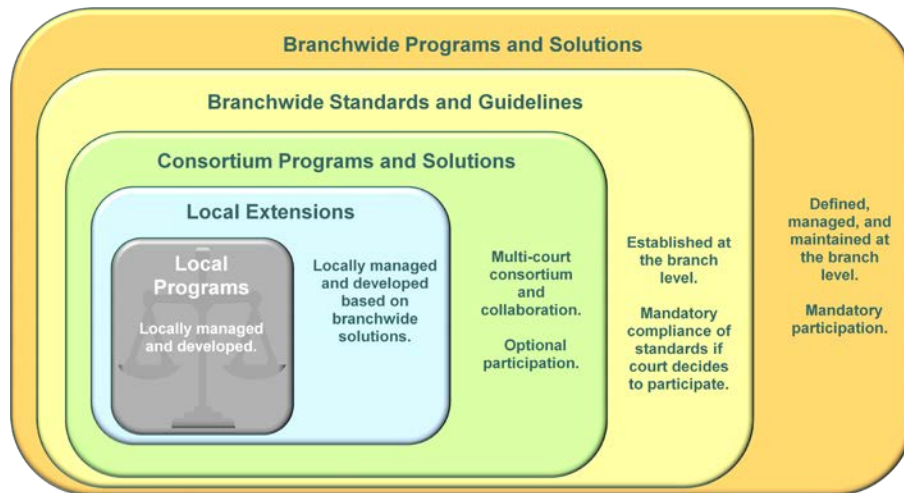 Branchwide Programs and Solutions
Branchwide Standards and Guidelines
Consortium Programs and Solutions
Local Extensions
Local
Programs
Locally managed
and developed.
Locally managed
and developed
based on
branchwide
solutions.
Multi-court
consortium
and
collaboration.
Optional
participation.
Established at
the branch
level.
Mandatory
compliance of
standards if
court decides
to participate.
Defined,
managed, and
maintained at
the branch
level.
Mandatory
participation.